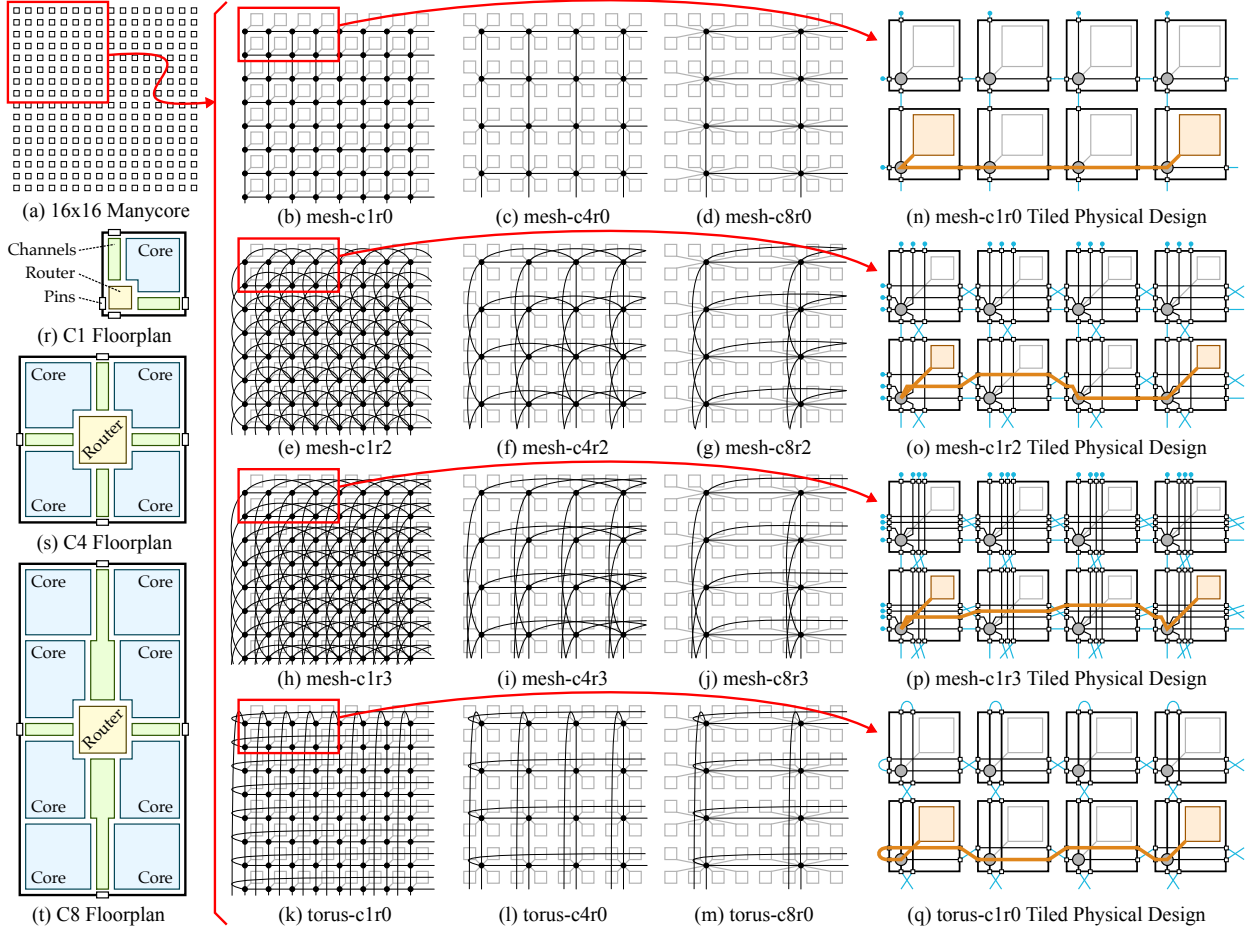 (a) 16x16 Manycore
(b) mesh-c1r0
(c) mesh-c4r0
(d) mesh-c8r0
(n) mesh-c1r0 Tiled Physical Design
Channels
Router
Pins
Core
(r) C1 Floorplan
(e) mesh-c1r2
(f) mesh-c4r2
(g) mesh-c8r2
(o) mesh-c1r2 Tiled Physical Design
Core
Core
Router
Core
Core
(s) C4 Floorplan
(h) mesh-c1r3
(i) mesh-c4r3
(j) mesh-c8r3
(p) mesh-c1r3 Tiled Physical Design
Core
Core
Core
Core
Router
Core
Core
Core
Core
(t) C8 Floorplan
(k) torus-c1r0
(l) torus-c4r0
(m) torus-c8r0
(q) torus-c1r0 Tiled Physical Design